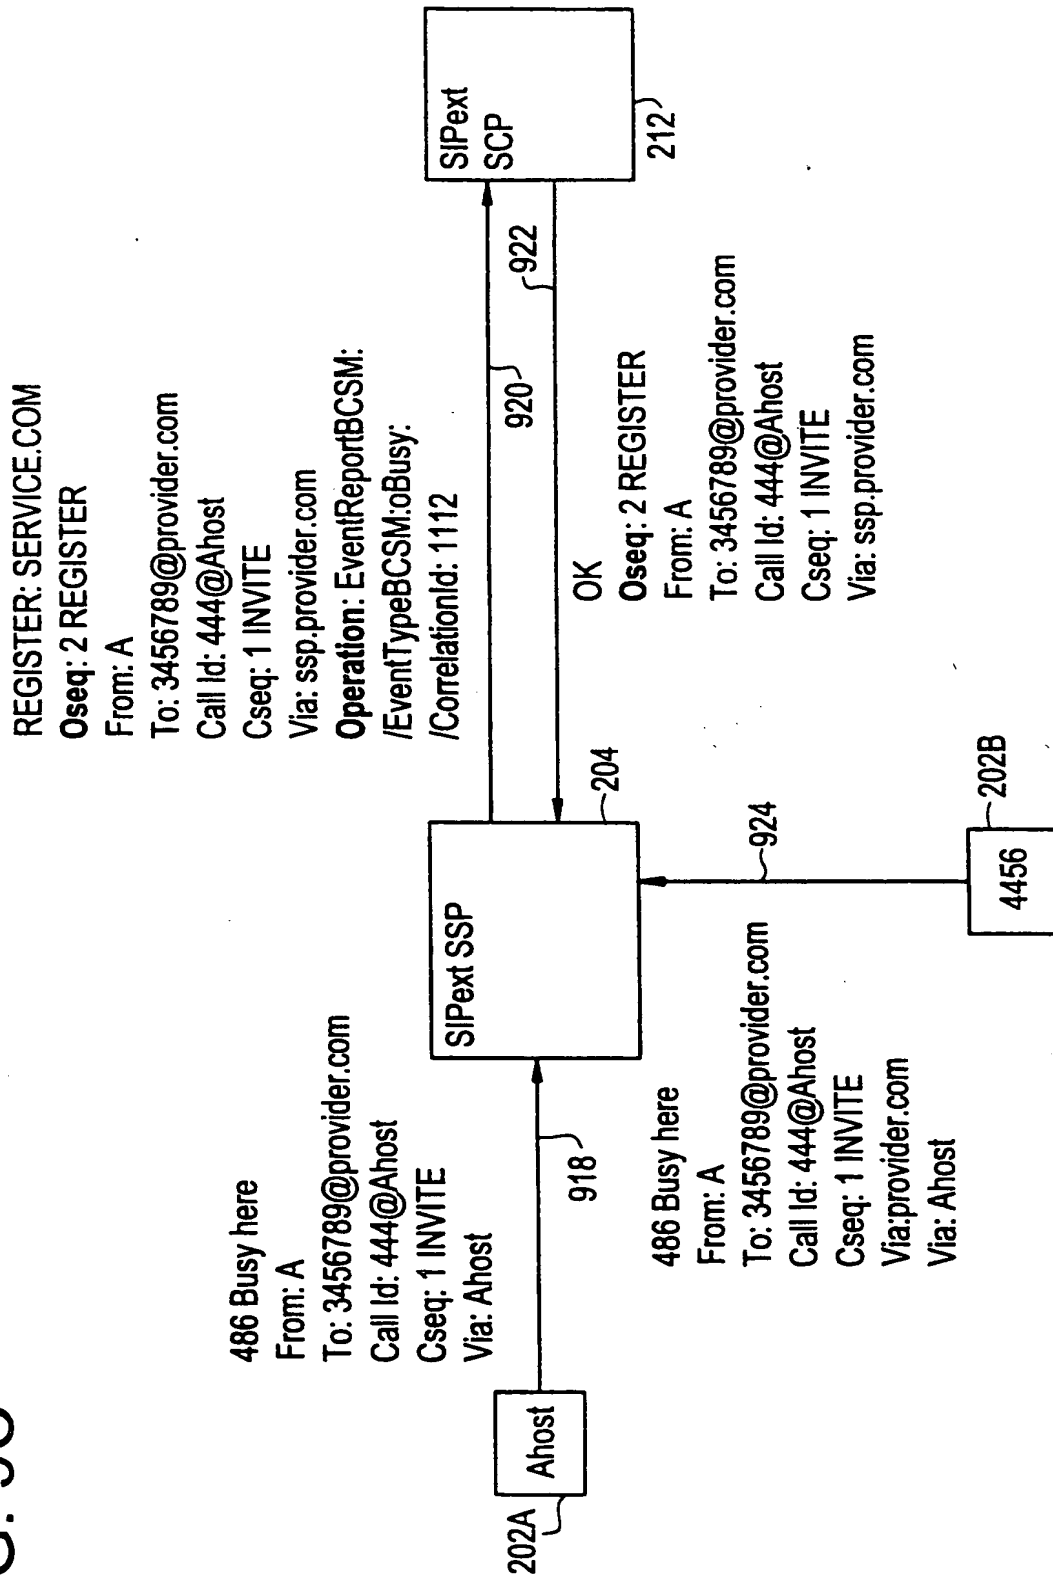 REGISTER: SERVICE.COM
Oseq: 2 REGISTER
From: A
To: 3456789@provider.com
Call Id: 444@Ahost
Cseq: 1 INVITE
Via: ssp.provider.com
Operation: EventReportBCSM:
/EventTypeBCSM:oBusy:
/CorrelationId: 1112
SIPext
SCP
212
920
922
OK
Oseq: 2 REGISTER
From: A
To: 3456789@provider.com
Call Id: 444@Ahost
Cseq: 1 INVITE
Via: ssp.provider.com
SIPext SSP
204
486 Busy here
From: A
To: 3456789@provider.com
Call Id: 444@Ahost
Cseq: 1 INVITE
Via: Ahost
918
Ahost
202A
486 Busy here
From: A
To: 3456789@provider.com
Call Id: 444@Ahost
Cseq: 1 INVITE
Via:provider.com
Via: Ahost
924
4456
202B